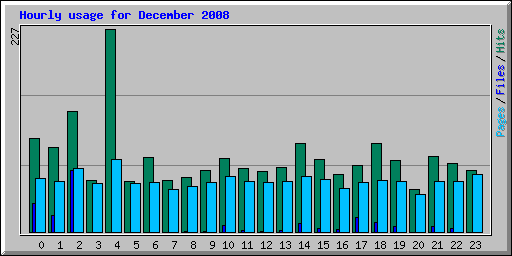 Hourly usage for December 2008
227
Pages/Files/Hits
0 1 2 3 4 5 6 7 8 9 10 11 12 13 14 15 16 17 18 19 20 21 22 23